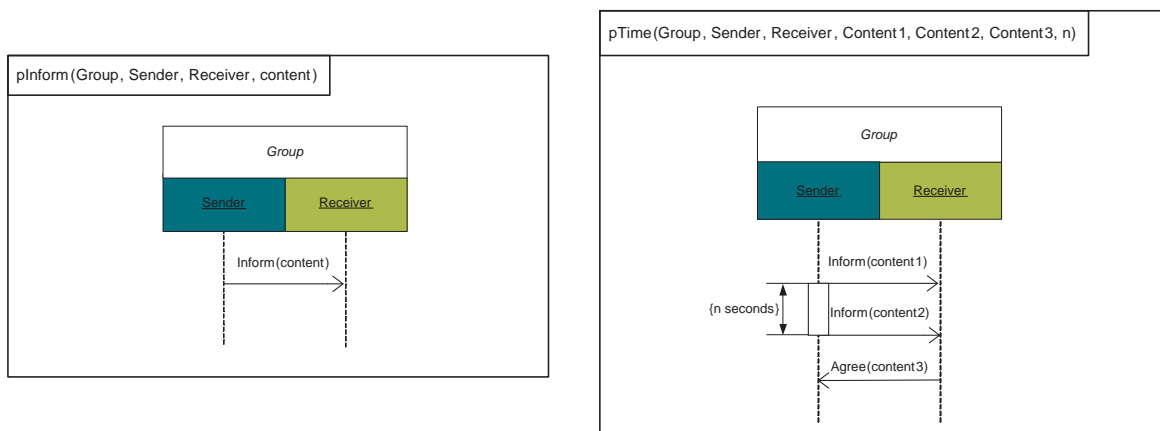 pInform(Group, Sender, Receiver, content)
Group
Sender Receiver
Inform(content)
pTime(Group, Sender, Receiver, Content1, Content2, Content3, n)
Group
Sender Receiver
Inform(content1)
{n seconds}
Inform(content2)
Agree(content3)